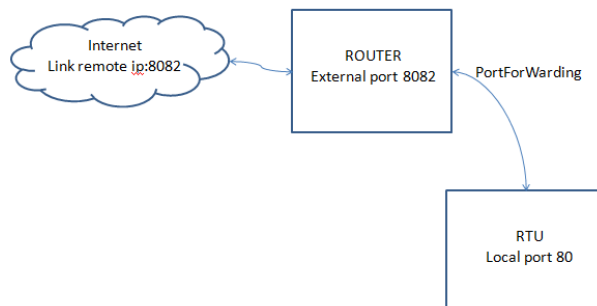 Internet
Link remote ip:8082
ROUTER
External port 8082
PortForWarding
RTU
Local port 80